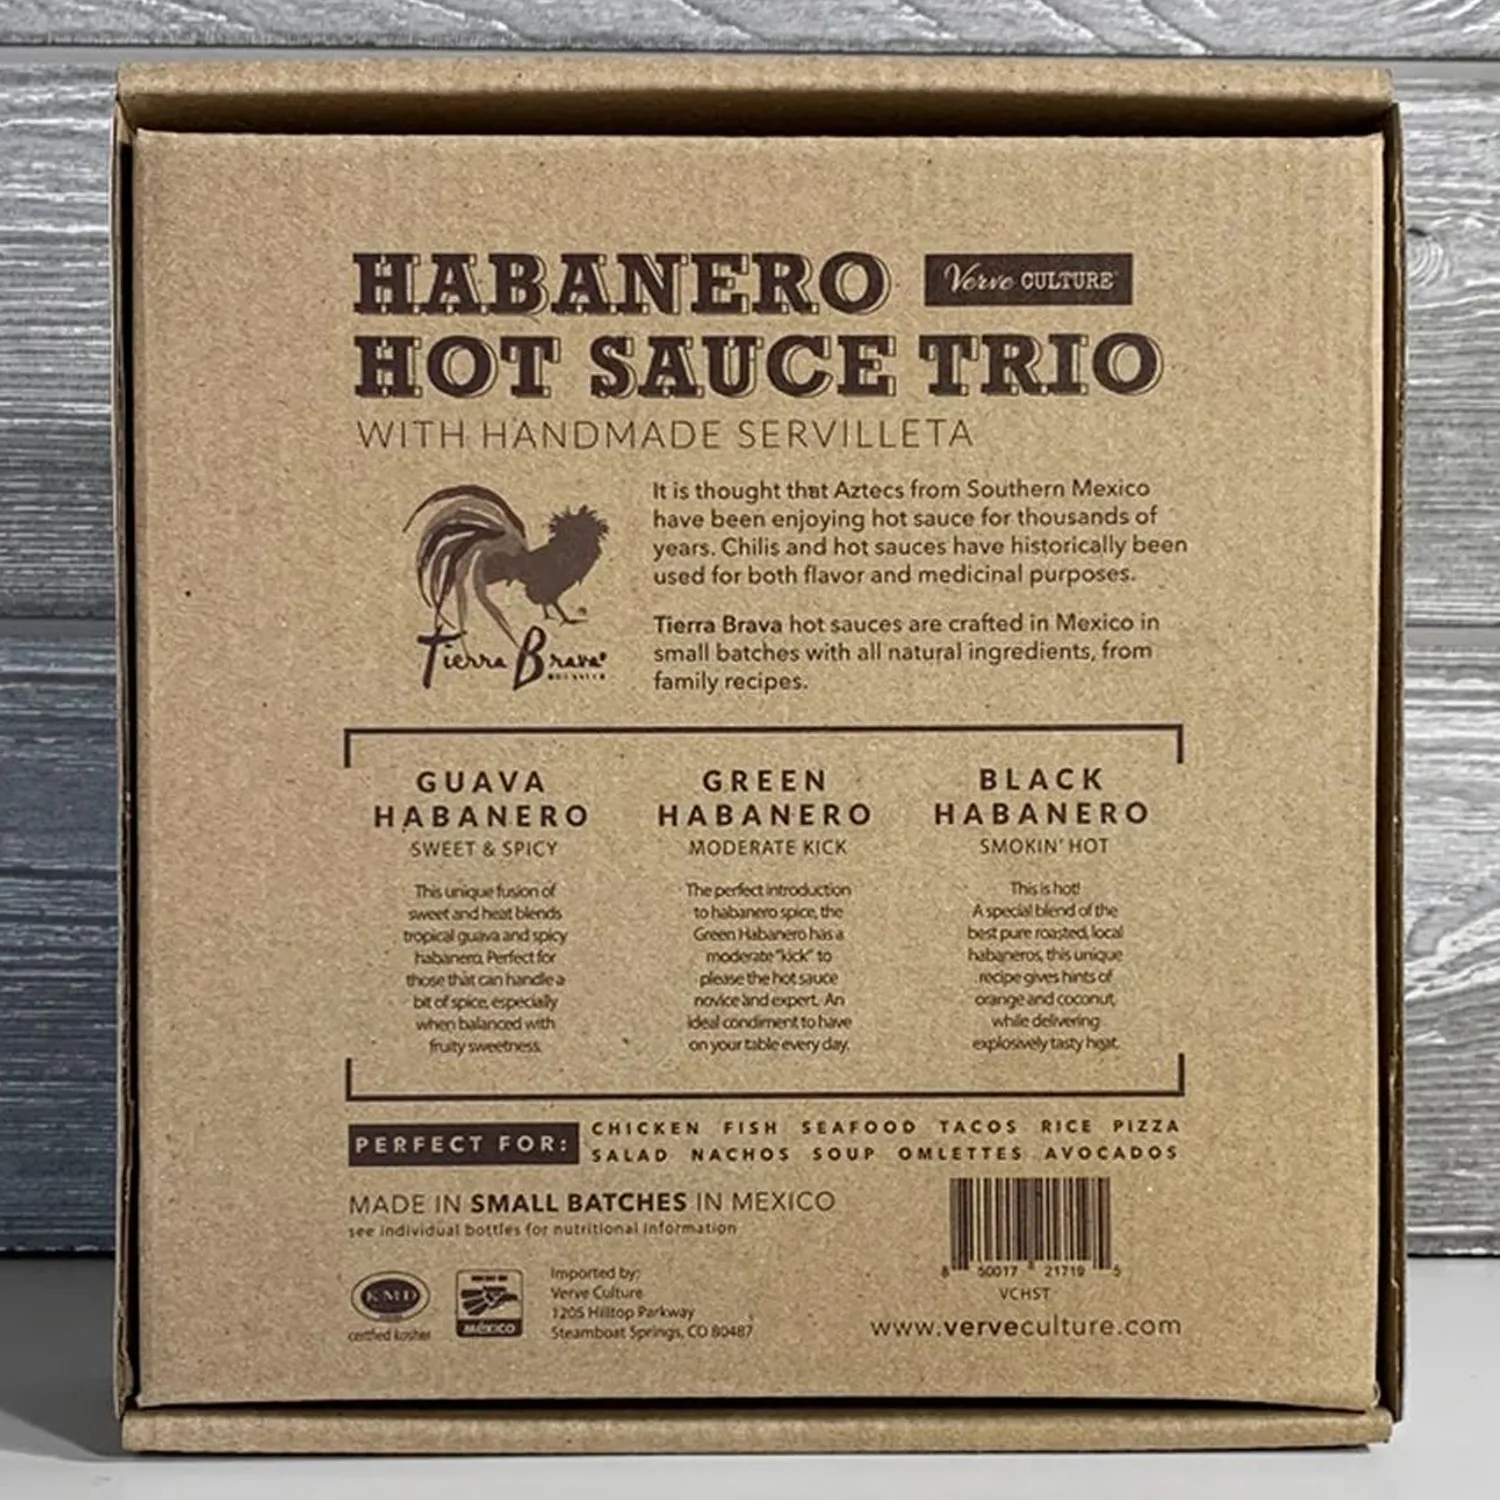 HABANERO Verve CULTURE
HOT SAUCE TRIO
WITH HANDMADE SERVILLETA
It is thought that Aztecs from Southern Mexico
have been enjoying hot sauce for thousands of
years. Chilis and hot sauces have historically been
used for both flavor and medicinal purposes.
Tierra Brava hot sauces are crafted in Mexico in
small batches with all natural ingredients, from
family recipes.
Tierra Brava
GUAVA
HABANERO
SWEET & SPICY
This unique fusion of
sweet and heat blends
tropical guava and spicy
habanero. Perfect for
those that can handle a
bit of spice, especially
when balanced with
fruity sweetness.
GREEN
HABANERO
MODERATE KICK
The perfect introduction
to habanero spice, the
Green Habanero has a
moderate "kick" to
please the hot sauce
novice and expert. An
ideal condiment to have
on your table every day.
BLACK
HABANERO
SMOKIN' HOT
This is hot!
A special blend of the
best pure roasted, local
habaneros, this unique
recipe gives hints of
orange and coconut,
while delivering
explosively tasty heat.
PERFECT FOR:
CHICKEN FISH SEAFOOD TACOS RICE PIZZA
SALAD NACHOS SOUP OMLETTES AVOCADOS
MADE IN SMALL BATCHES IN MEXICO
see individual bottles for nutritional information
KMD
certified kosher
MÉXICO
Imported by:
Verve Culture
1205 Hilltop Parkway
Steamboat Springs, CO 80487
8 50017 21719 5
VCHST
www.verveculture.com